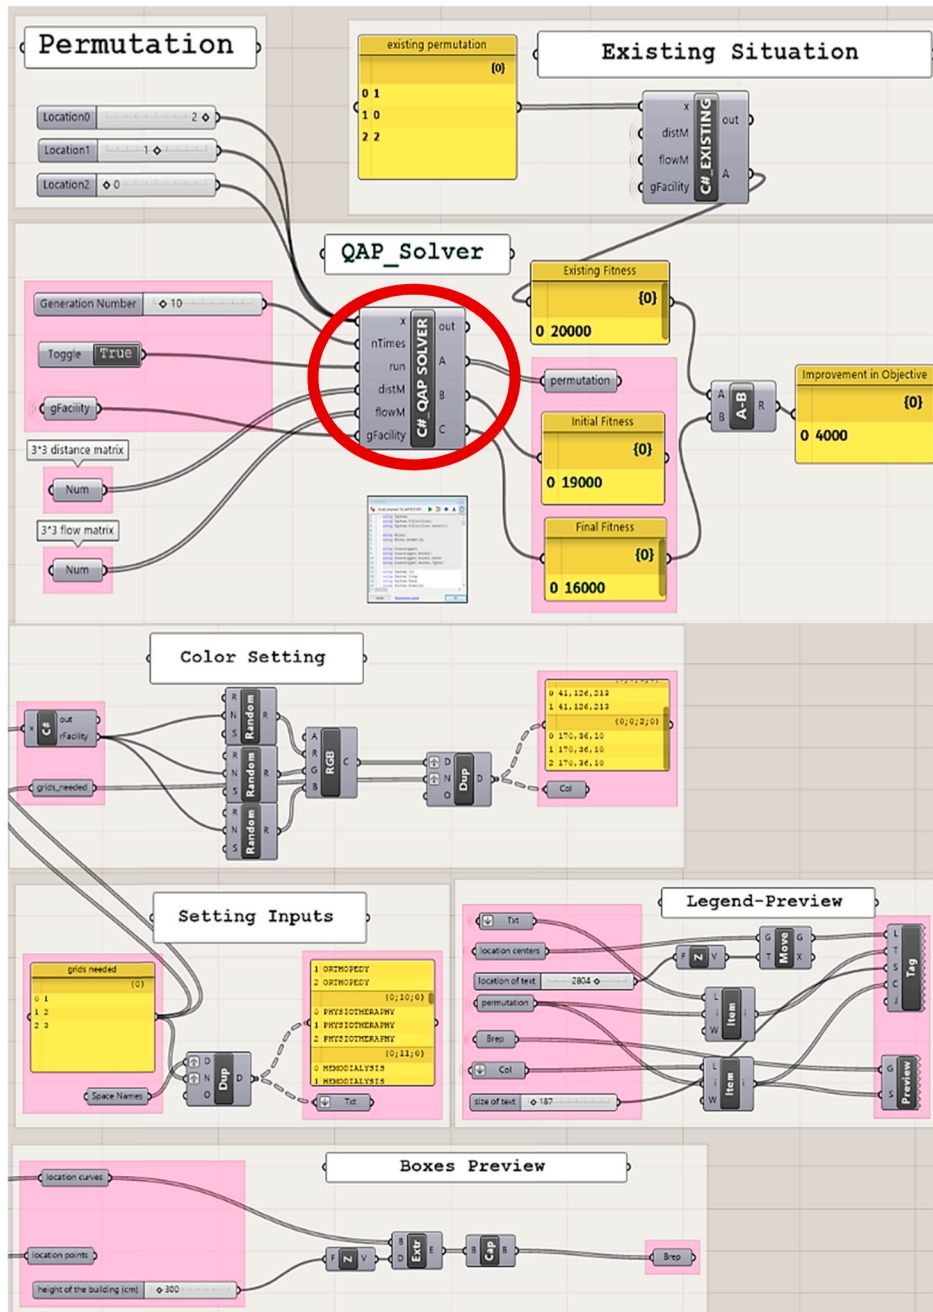 Permutation
Location0 2
Location1 1
Location2 0
existing permutation
{0}
0 1
1 0
2 2
Existing Situation
x
distM
flowM
gFacility
C#_EXISTING
out
A
QAP_Solver
Generation Number 10
Toggle True
gFacility
3*3 distance matrix
Num
3*3 flow matrix
Num
x
nTimes
run
distM
flowM
gFacility
C#_QAP SOLVER
out
A
B
C
Existing Fitness
{0}
0 20000
permutation
Initial Fitness
{0}
0 19000
Final Fitness
{0}
0 16000
A
B
A-B
R
Improvement in Objective
{0}
0 4000
Color Setting
x
C#
out
rFacility
grids_needed
R
N
S
Random
R
R
N
S
Random
R
R
N
S
Random
R
A
R
G
B
RGB
C
D
N
O
Dup
D
0 41,126,213
1 41,126,213
{0;0;2;0}
0 170,36,10
1 170,36,10
2 170,36,10
Col
Setting Inputs
grids needed
{0}
0 1
1 2
2 3
Space Names
D
N
O
Dup
D
1 ORTHOPEDY
2 ORTHOPEDY
{0;10;0}
0 PHYSIOTHERAPHY
1 PHYSIOTHERAPHY
2 PHYSIOTHERAPHY
{0;11;0}
0 HEMODIALYSIS
1 HEMODIALYSIS
Txt
Legend-Preview
Txt
location centers
location of text 2804
permutation
Brep
Col
size of text 187
F
Z
V
G
T
Move
G
X
L
i
W
Item
i
L
i
W
Item
i
L
T
S
C
J
Tag
G
S
Preview
Boxes Preview
location curves
location points
height of the building (cm) 300
F
Z
V
B
D
Extr
E
B
Cap
B
Brep